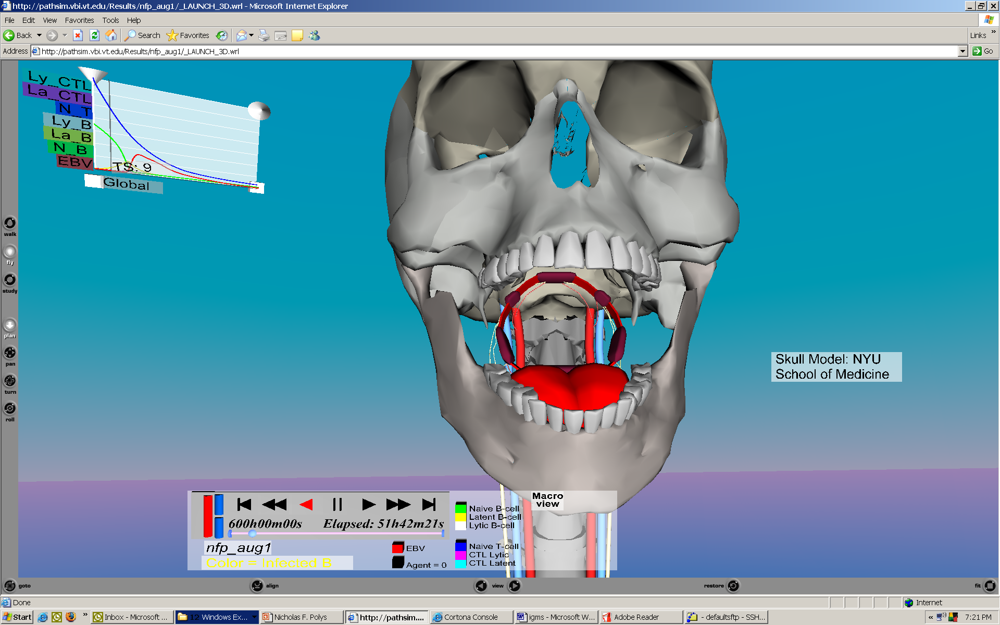 http://pathsim.vbi.vt.edu/Results/nfp_aug1/_LAUNCH_3D.wrl - Microsoft Internet Explorer
File Edit View Favorites Tools Help
Back Search Favorites Links »
Address http://pathsim.vbi.vt.edu/Results/nfp_aug1/_LAUNCH_3D.wrl Go
Ly_CTL
La_CTL
N_T
Ly_B
La_B
N_B
EBV
TS: 9
Global
walk
fly
study
plan
pan
turn
roll
Skull Model: NYU
School of Medicine
Macro
view
600h00m00s Elapsed: 51h42m21s
nfp_aug1
Color = Infected B
EBV
Agent = 0
Naive B-cell
Latent B-cell
Lytic B-cell
Naive T-cell
CTL Lytic
CTL Latent
goto align view restore fit
Done Internet
Start » Inbox - Microsoft ... 12 Windows Ex... Nicholas F. Polys http://pathsim.... Cortona Console igms - Microsoft W... Adobe Reader - defaultsftp - SSH... « 7:21 PM